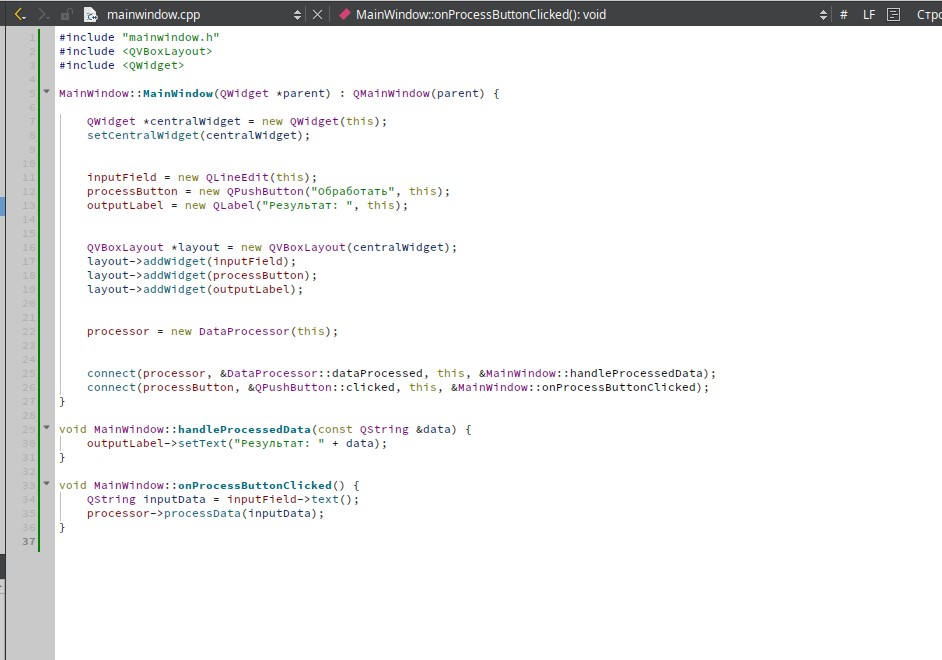 mainwindow.cpp MainWindow::onProcessButtonClicked(): void # LF Стро
1 #include "mainwindow.h"
2 #include <QVBoxLayout>
3 #include <QWidget>
4
5 MainWindow::MainWindow(QWidget *parent) : QMainWindow(parent) {
6
7 QWidget *centralWidget = new QWidget(this);
8 setCentralWidget(centralWidget);
9
10
11 inputField = new QLineEdit(this);
12 processButton = new QPushButton("Обработать", this);
13 outputLabel = new QLabel("Результат: ", this);
14
15
16 QVBoxLayout *layout = new QVBoxLayout(centralWidget);
17 layout->addWidget(inputField);
18 layout->addWidget(processButton);
19 layout->addWidget(outputLabel);
20
21
22 processor = new DataProcessor(this);
23
24
25 connect(processor, &DataProcessor::dataProcessed, this, &MainWindow::handleProcessedData);
26 connect(processButton, &QPushButton::clicked, this, &MainWindow::onProcessButtonClicked);
27 }
28
29 void MainWindow::handleProcessedData(const QString &data) {
30 outputLabel->setText("Результат: " + data);
31 }
32
33 void MainWindow::onProcessButtonClicked() {
34 QString inputData = inputField->text();
35 processor->processData(inputData);
36 }
37